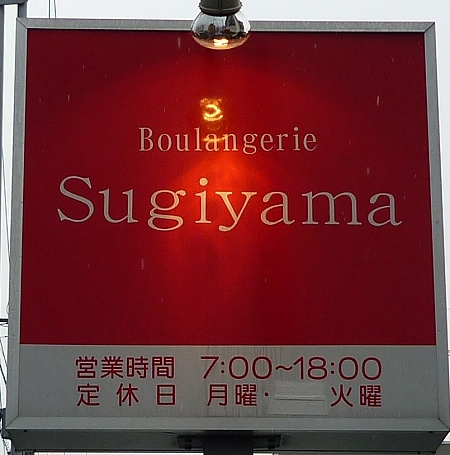 Boulangerie
Sugiyama
営業時間 7:00～18:00
定休日 月曜・ 火曜